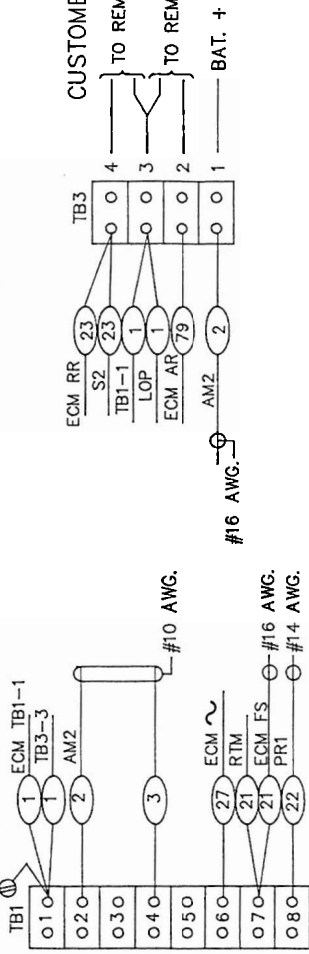 CUSTOME
TB3
ECM RR 23 4 TO REM
S2 23
TB1-1 1 3
LOP 1
ECM AR 79 2 TO REM
AM2 2 1 BAT. +
#16 AWG.
TB1
ECM TB1-1 1
1 TB3-3 1
2 AM2 2
3
#10 AWG.
4 3
5
6 27 ECM ~
RTM 21
7 21 ECM FS #16 AWG.
8 22 PR1 #14 AWG.